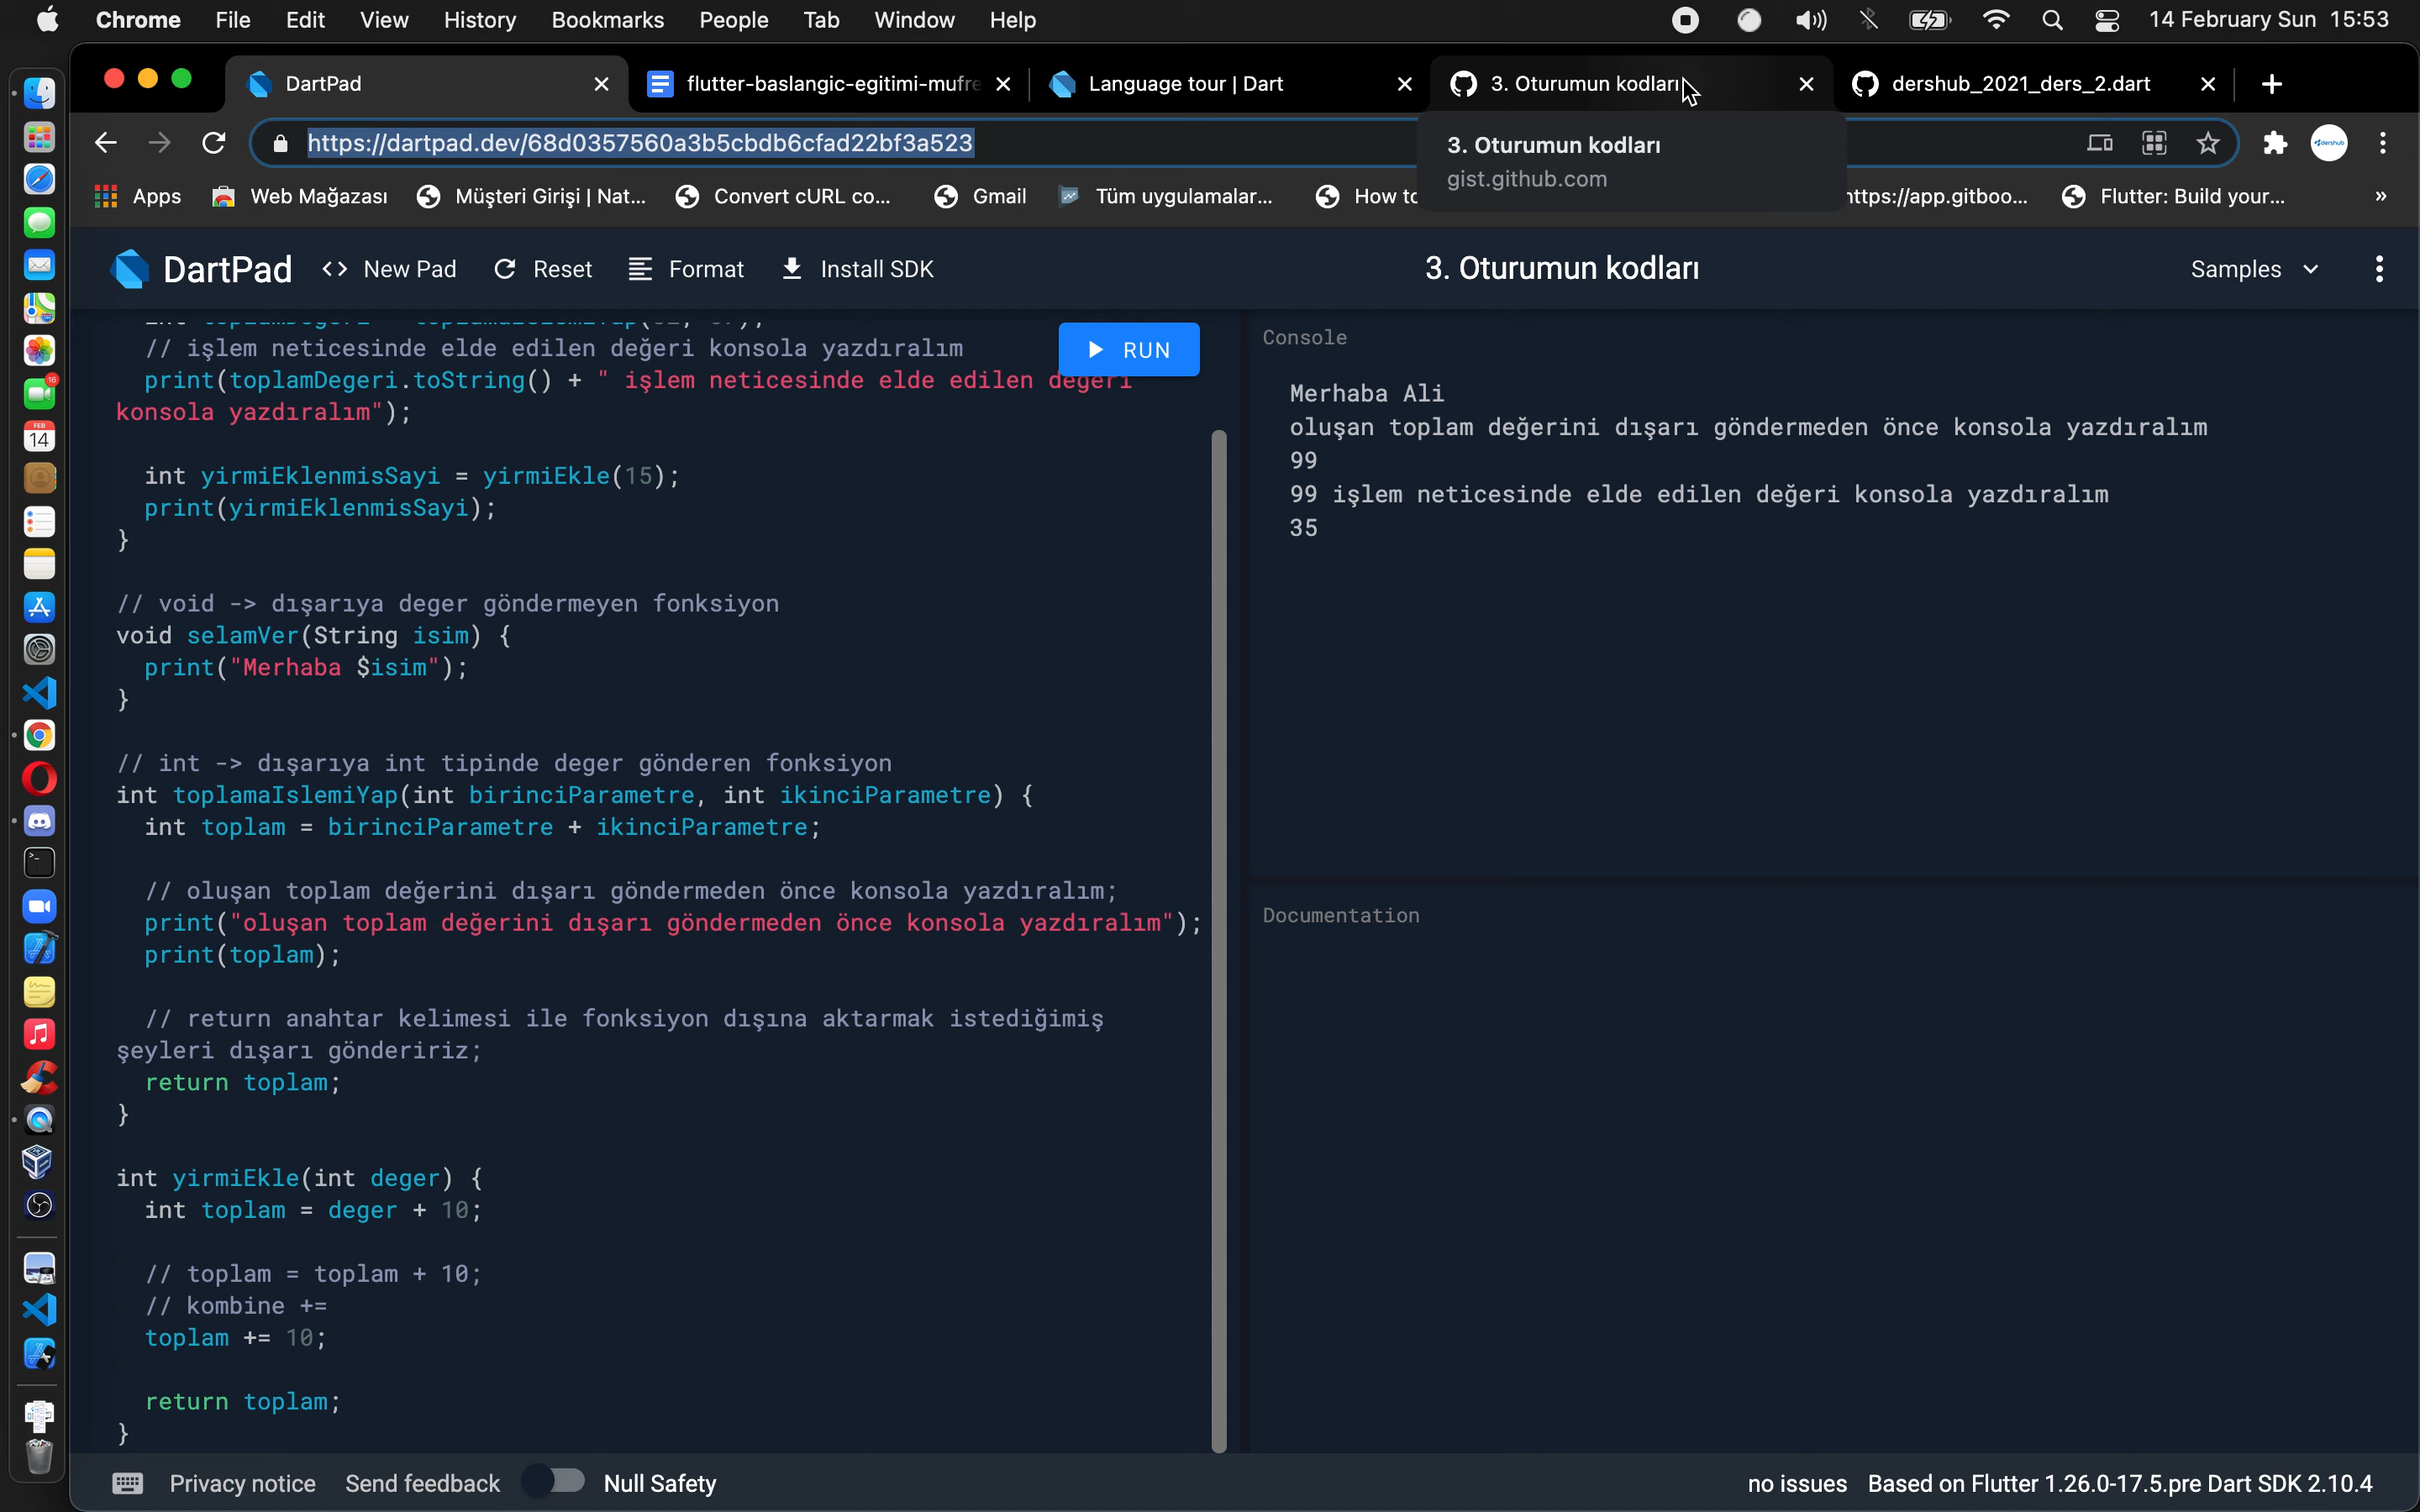 Chrome File Edit View History Bookmarks People Tab Window Help 14 February Sun 15:53
DartPad flutter-baslangic-egitimi-mufre Language tour | Dart 3. Oturumun kodları dershub_2021_ders_2.dart
https://dartpad.dev/68d0357560a3b5cbdb6cfad22bf3a523
3. Oturumun kodları
gist.github.com
dershub
Apps Web Mağazası Müşteri Girişi | Nat... Convert cURL co... Gmail Tüm uygulamalar... How to ttps://app.gitboo... Flutter: Build your... »
DartPad <> New Pad Reset Format Install SDK 3. Oturumun kodları Samples
// işlem neticesinde elde edilen değeri konsola yazdıralım
RUN
print(toplamDegeri.toString() + " işlem neticesinde elde edilen değeri
konsola yazdıralım");
int yirmiEklenmisSayi = yirmiEkle(15);
print(yirmiEklenmisSayi);
}
// void -> dışarıya deger göndermeyen fonksiyon
void selamVer(String isim) {
print("Merhaba $isim");
}
// int -> dışarıya int tipinde deger gönderen fonksiyon
int toplamaIslemiYap(int birinciParametre, int ikinciParametre) {
int toplam = birinciParametre + ikinciParametre;
// oluşan toplam değerini dışarı göndermeden önce konsola yazdıralım;
print("oluşan toplam değerini dışarı göndermeden önce konsola yazdıralım");
print(toplam);
// return anahtar kelimesi ile fonksiyon dışına aktarmak istediğimiş
şeyleri dışarı göndeririz;
return toplam;
}
int yirmiEkle(int deger) {
int toplam = deger + 10;
// toplam = toplam + 10;
// kombine +=
toplam += 10;
return toplam;
}
Console
Merhaba Ali
oluşan toplam değerini dışarı göndermeden önce konsola yazdıralım
99
99 işlem neticesinde elde edilen değeri konsola yazdıralım
35
Documentation
16
FEB
14
Privacy notice Send feedback Null Safety no issues Based on Flutter 1.26.0-17.5.pre Dart SDK 2.10.4